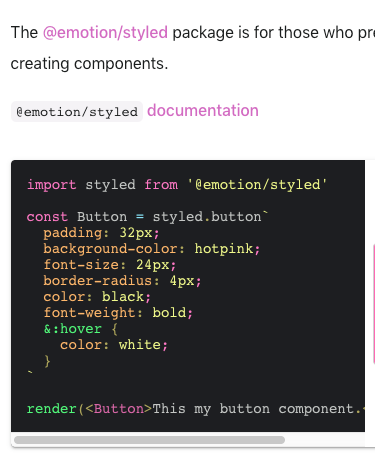 The @emotion/styled package is for those who pre
creating components.
@emotion/styled documentation
import styled from '@emotion/styled'
const Button = styled.button`
  padding: 32px;
  background-color: hotpink;
  font-size: 24px;
  border-radius: 4px;
  color: black;
  font-weight: bold;
  &:hover {
    color: white;
  }
`
render(<Button>This my button component.<